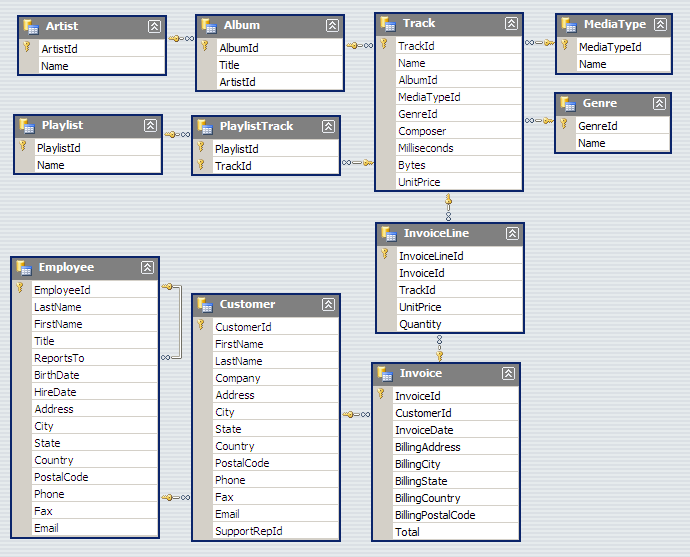 Artist
ArtistId
Name
Album
AlbumId
Title
ArtistId
Track
TrackId
Name
AlbumId
MediaTypeId
GenreId
Composer
Milliseconds
Bytes
UnitPrice
MediaType
MediaTypeId
Name
Genre
GenreId
Name
Playlist
PlaylistId
Name
PlaylistTrack
PlaylistId
TrackId
InvoiceLine
InvoiceLineId
InvoiceId
TrackId
UnitPrice
Quantity
Employee
EmployeeId
LastName
FirstName
Title
ReportsTo
BirthDate
HireDate
Address
City
State
Country
PostalCode
Phone
Fax
Email
Customer
CustomerId
FirstName
LastName
Company
Address
City
State
Country
PostalCode
Phone
Fax
Email
SupportRepId
Invoice
InvoiceId
CustomerId
InvoiceDate
BillingAddress
BillingCity
BillingState
BillingCountry
BillingPostalCode
Total